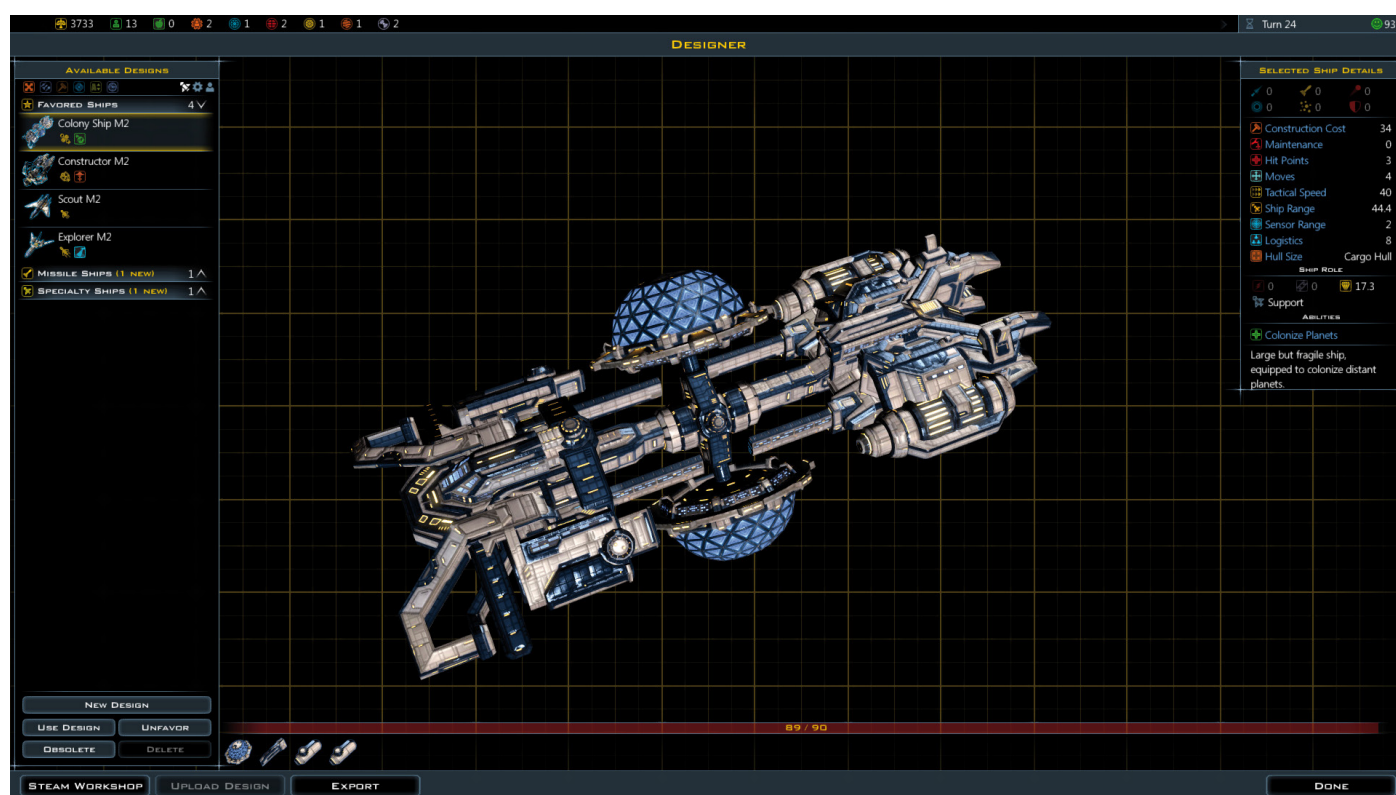 3733 13 0 2 1 2 1 1 2 Turn 24 93
DESIGNER
AVAILABLE DESIGNS
FAVORED SHIPS 4
Colony Ship M2
Constructor M2
Scout M2
Explorer M2
MISSILE SHIPS (1 NEW) 1
SPECIALTY SHIPS (1 NEW) 1
NEW DESIGN
USE DESIGN UNFAVOR
OBSOLETE DELETE
89 / 90
SELECTED SHIP DETAILS
0 0 0
0 0 0
Construction Cost 34
Maintenance 0
Hit Points 3
Moves 4
Tactical Speed 40
Ship Range 44.4
Sensor Range 2
Logistics 8
Hull Size Cargo Hull
SHIP ROLE
0 0 17.3
Support
ABILITIES
Colonize Planets
Large but fragile ship,
equipped to colonize distant
planets.
STEAM WORKSHOP UPLOAD DESIGN EXPORT DONE